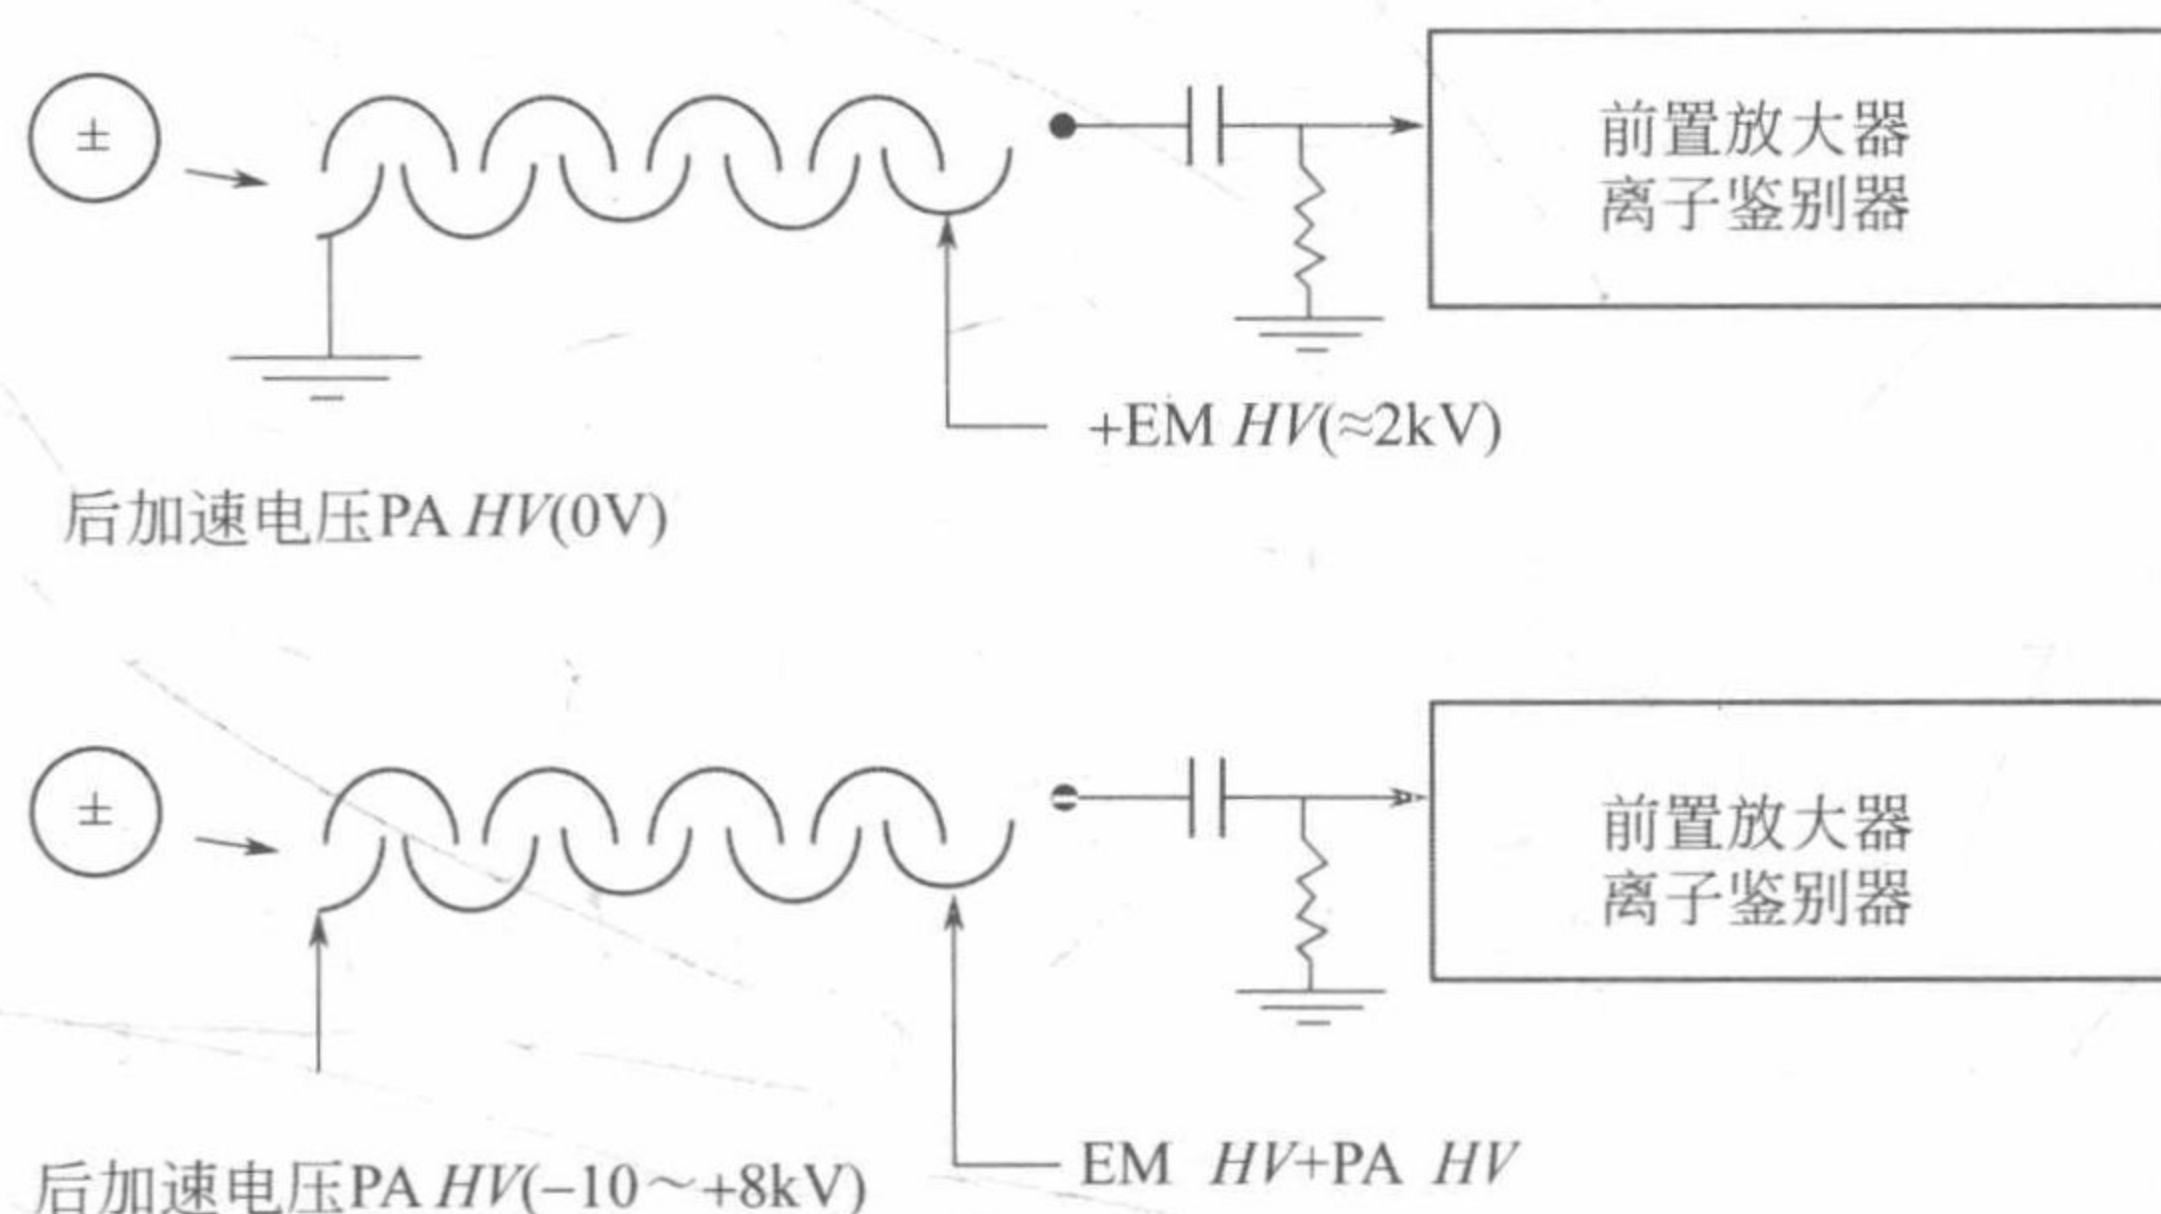 ±
前置放大器
离子鉴别器
+EM HV(≈2kV)
后加速电压PA HV(0V)
±
前置放大器
离子鉴别器
EM HV+PA HV
后加速电压PA HV(−10～+8kV)